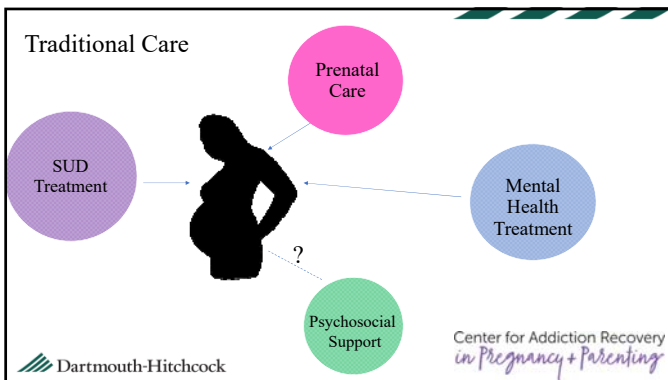 Traditional Care
Prenatal
Care
SUD
Treatment
Mental
Health
Treatment
?
Psychosocial
Support
Dartmouth-Hitchcock
Center for Addiction Recovery
in Pregnancy + Parenting